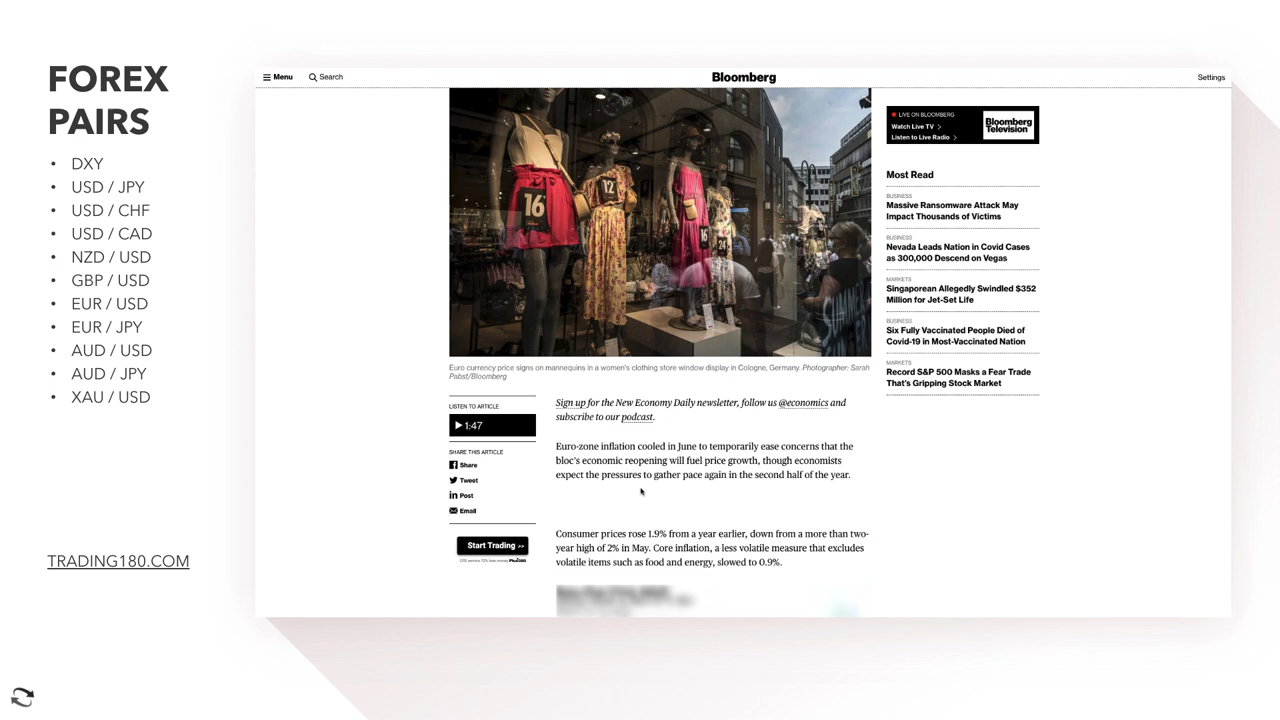 FOREX
PAIRS
• DXY
• USD / JPY
• USD / CHF
• USD / CAD
• NZD / USD
• GBP / USD
• EUR / USD
• EUR / JPY
• AUD / USD
• AUD / JPY
• XAU / USD
TRADING180.COM
Menu
Search
Bloomberg
Settings
16
12
16
24
Euro currency price signs on mannequins in a women's clothing store window display in Cologne, Germany. Photographer: Sarah
Pabst/Bloomberg
LISTEN TO ARTICLE
1:47
SHARE THIS ARTICLE
Share
Tweet
Post
Email
Start Trading >>
Sign up for the New Economy Daily newsletter, follow us @economics and
subscribe to our podcast.
Euro-zone inflation cooled in June to temporarily ease concerns that the
bloc's economic reopening will fuel price growth, though economists
expect the pressures to gather pace again in the second half of the year.
Consumer prices rose 1.9% from a year earlier, down from a more than two-
year high of 2% in May. Core inflation, a less volatile measure that excludes
volatile items such as food and energy, slowed to 0.9%.
LIVE ON BLOOMBERG
Watch Live TV
Listen to Live Radio
Bloomberg
Television
Most Read
BUSINESS
Massive Ransomware Attack May
Impact Thousands of Victims
BUSINESS
Nevada Leads Nation in Covid Cases
as 300,000 Descend on Vegas
MARKETS
Singaporean Allegedly Swindled $352
Million for Jet-Set Life
BUSINESS
Six Fully Vaccinated People Died of
Covid-19 in Most-Vaccinated Nation
MARKETS
Record S&P 500 Masks a Fear Trade
That's Gripping Stock Market